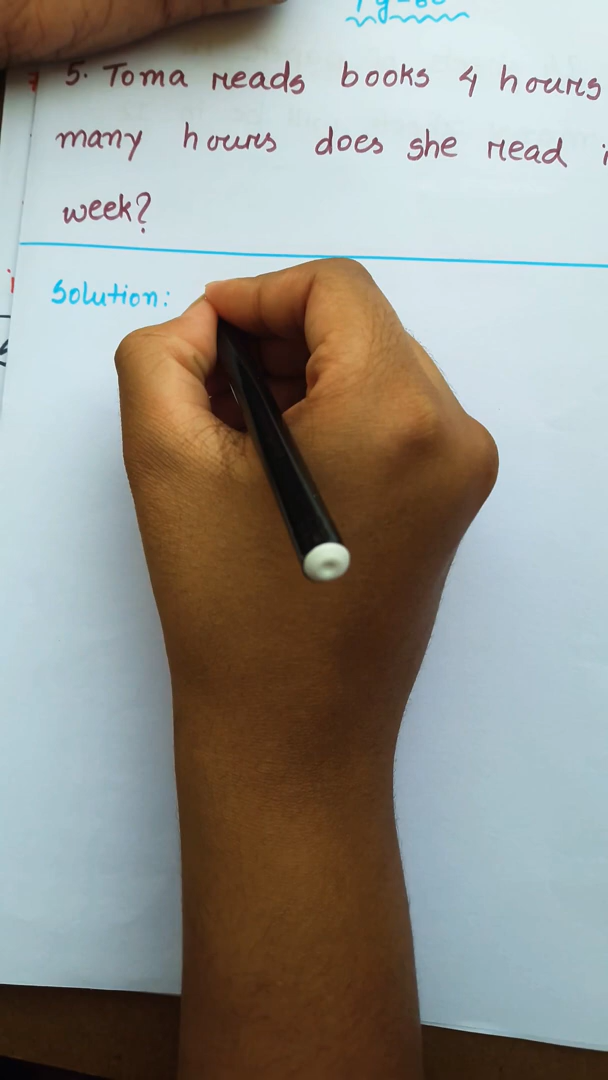 5. Toma reads books 4 hours
many hours does she read
week?
Solution: